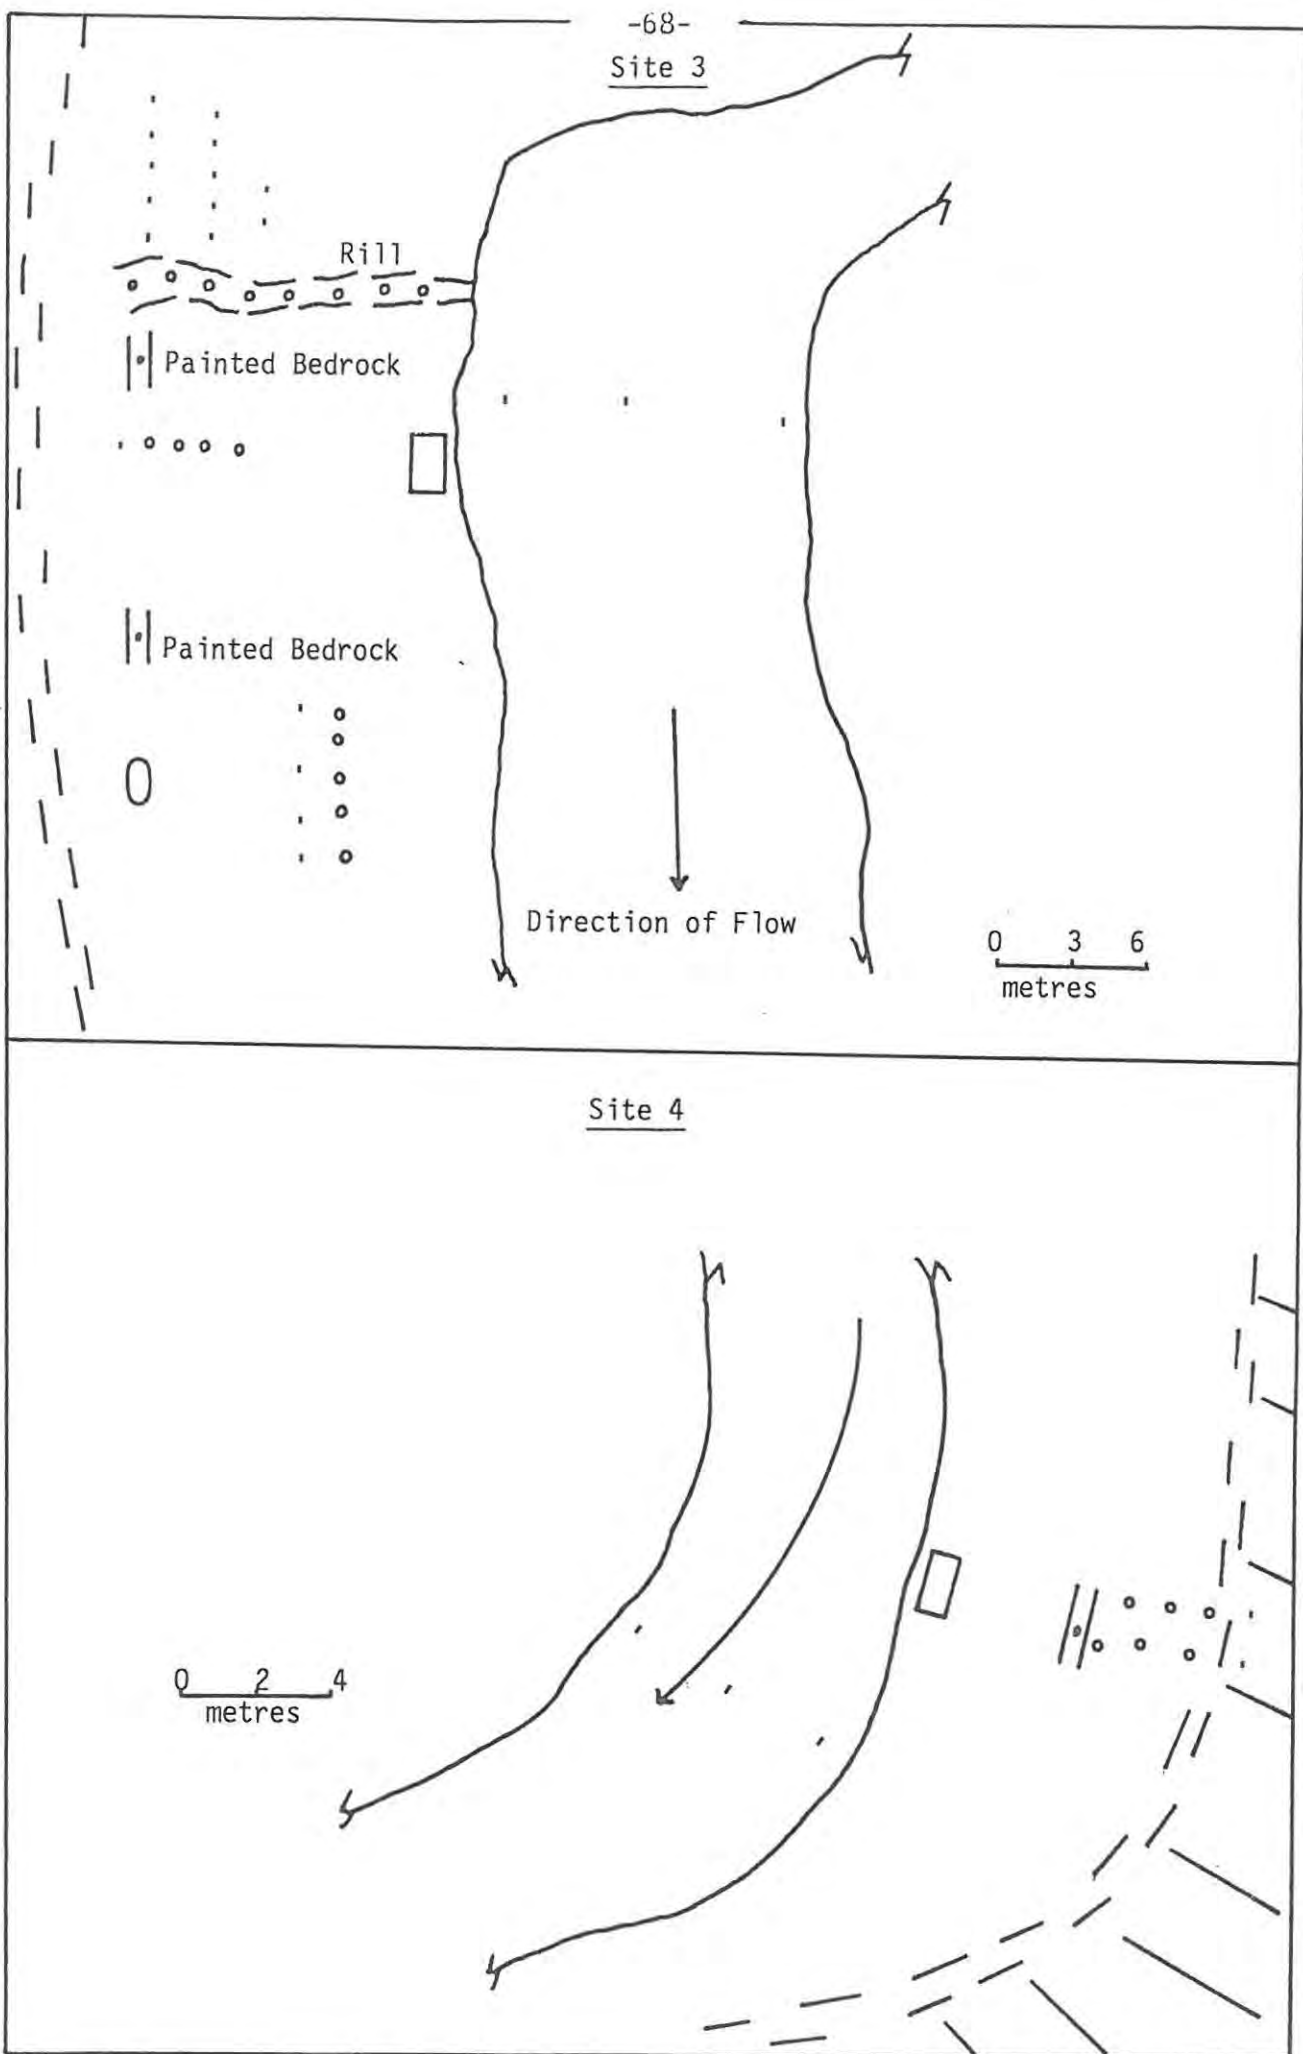 -68-
Site 3
Rill
Painted Bedrock
Painted Bedrock
Direction of Flow
0 3 6
metres
Site 4
0 2 4
metres